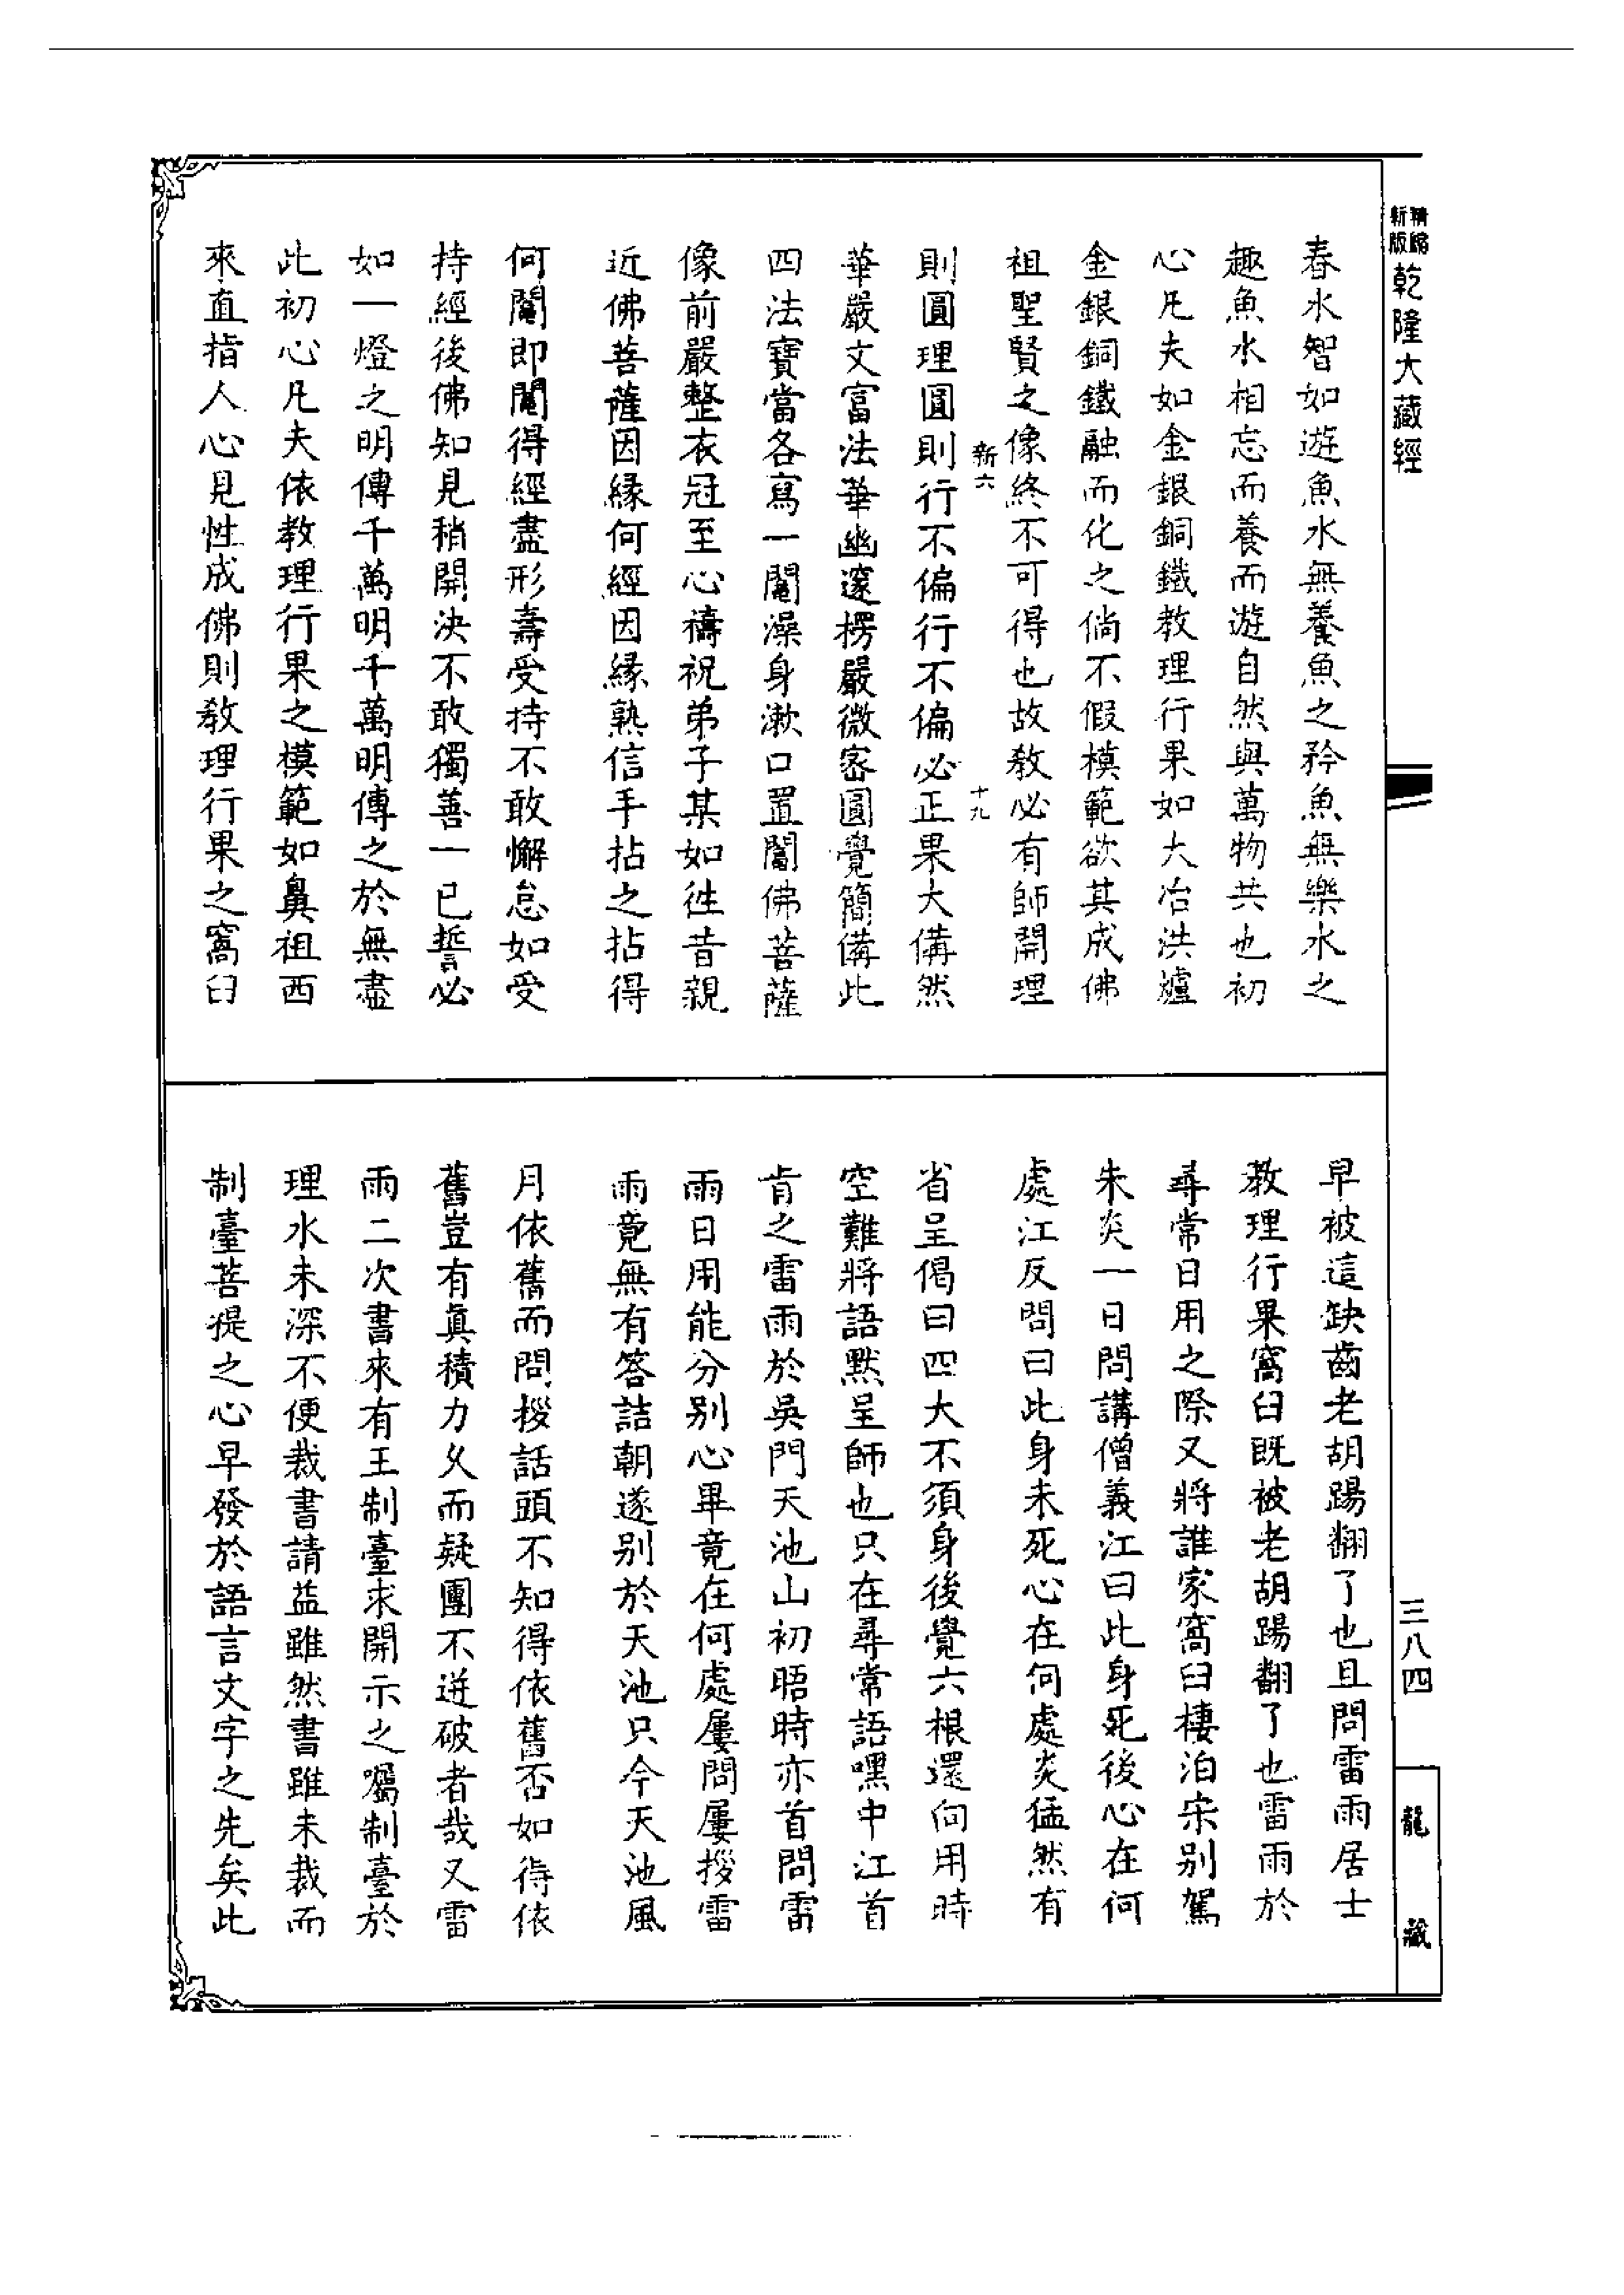 精縮
新版
乾隆大藏經
春水智如遊魚水無養魚之矜魚無樂水之
趣魚水相忘而養而遊自然與萬物共也初
心凡夫如金銀銅鐵教理行果如大冶洪爐
金銀銅鐵融而化之倘不假模範欲其成佛
祖聖賢之像終不可得也故教必有師開理
新六
十九
則圓理圓則行不偏行不偏必正果大備然
華嚴文富法華幽邃楞嚴微密圓覺簡備此
四法寶當各寫一鬮澡身漱口置鬮佛菩薩
像前嚴整衣冠至心禱祝弟子某如徃昔親
近佛菩薩因緣何經因緣熟信手拈之拈得
何鬮即鬮得經盡形壽受持不敢懈怠如受
持經後佛知見稍開決不敢獨善一已誓必
如一燈之明傳千萬明千萬明傳之於無盡
此初心凡夫依教理行果之模範如鼻祖西
來直指人心見性成佛則教理行果之窩臼
早被這缺齒老胡踢翻了也且問雷雨居士
教理行果窩臼既被老胡踢翻了也雷雨於
尋常日用之際又將誰家窩臼棲泊宋别駕
朱炎一日問講僧義江曰此身死後心在何
處江反問曰此身未死心在何處炎猛然有
省呈偈曰四大不須身後覺六根還向用時
空難將語默呈師也只在尋常語嘿中江首
肯之雷雨於吳門天池山初晤時亦首問雷
雨日用能分別心畢竟在何處屢問屢拶雷
雨竟無有答詰朝遂別於天池只今天池風
月依舊而問拶話頭不知得依舊否如得依
舊豈有眞積力久而疑團不迸破者哉又雷
雨二次書來有王制臺求開示之囑制臺於
理水未深不便裁書請益雖然書雖未裁而
制臺菩提之心早發於語言文字之先矣此
三八四
龍藏